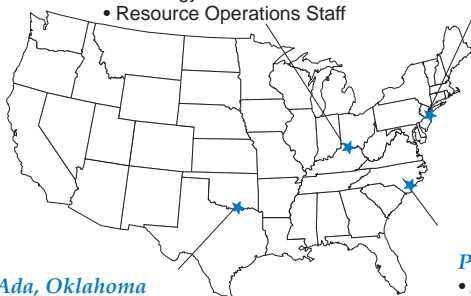 • Resource Operations Staff
Ada, Oklahoma
P
•